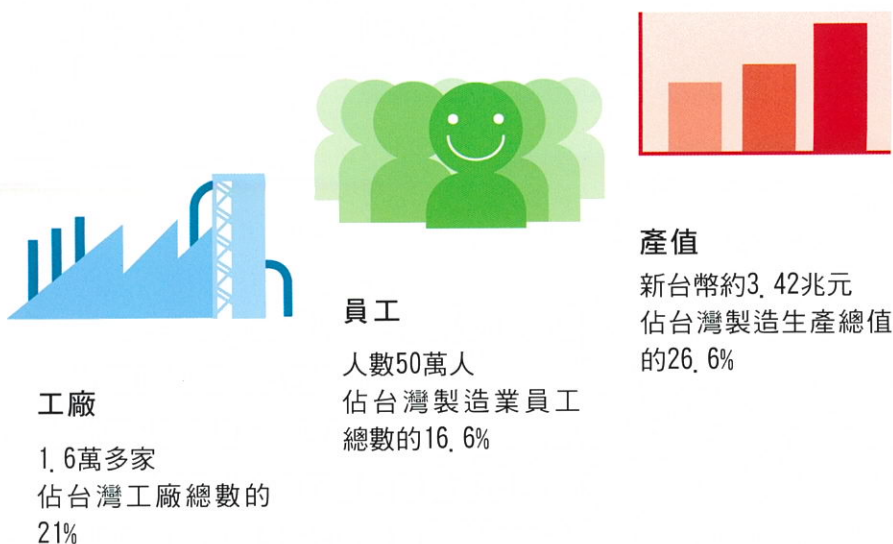 工廠
1.6萬多家
佔台灣工廠總數的
21%
員工
人數50萬人
佔台灣製造業員工
總數的16.6%
產值
新台幣約3.42兆元
佔台灣製造生產總值
的26.6%